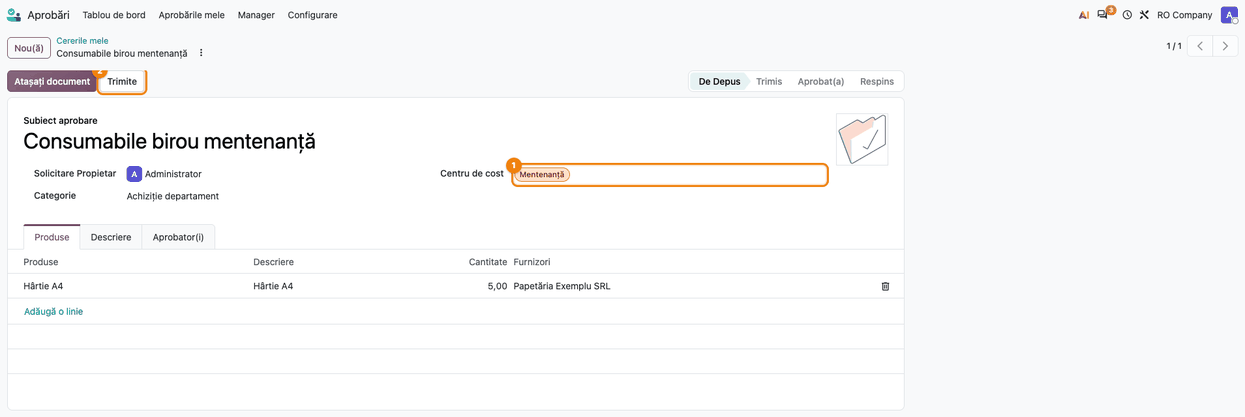 Aprobări Tablou de bord Aprobările mele Manager Configurare AI 3 RO Company A
Nou(ă) Cererile mele 1 / 1
Consumabile birou mentenanță
Atașați document 2 Trimite De Depus Trimis Aprobat(a) Respins
Subiect aprobare
Consumabile birou mentenanță
Solicitare Propietar A Administrator Centru de cost 1 Mentenanță
Categorie Achiziție departament
Produse Descriere Aprobator(i)
Produse Descriere Cantitate Furnizori
Hârtie A4 Hârtie A4 5,00 Papetăria Exemplu SRL
Adăugă o linie